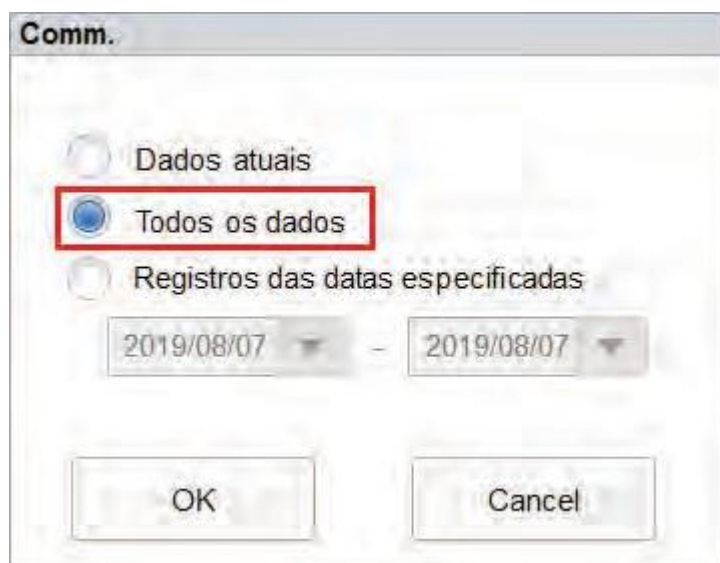 Comm.
Dados atuais
Todos os dados
Registros das datas especificadas
2019/08/07 - 2019/08/07
OK Cancel